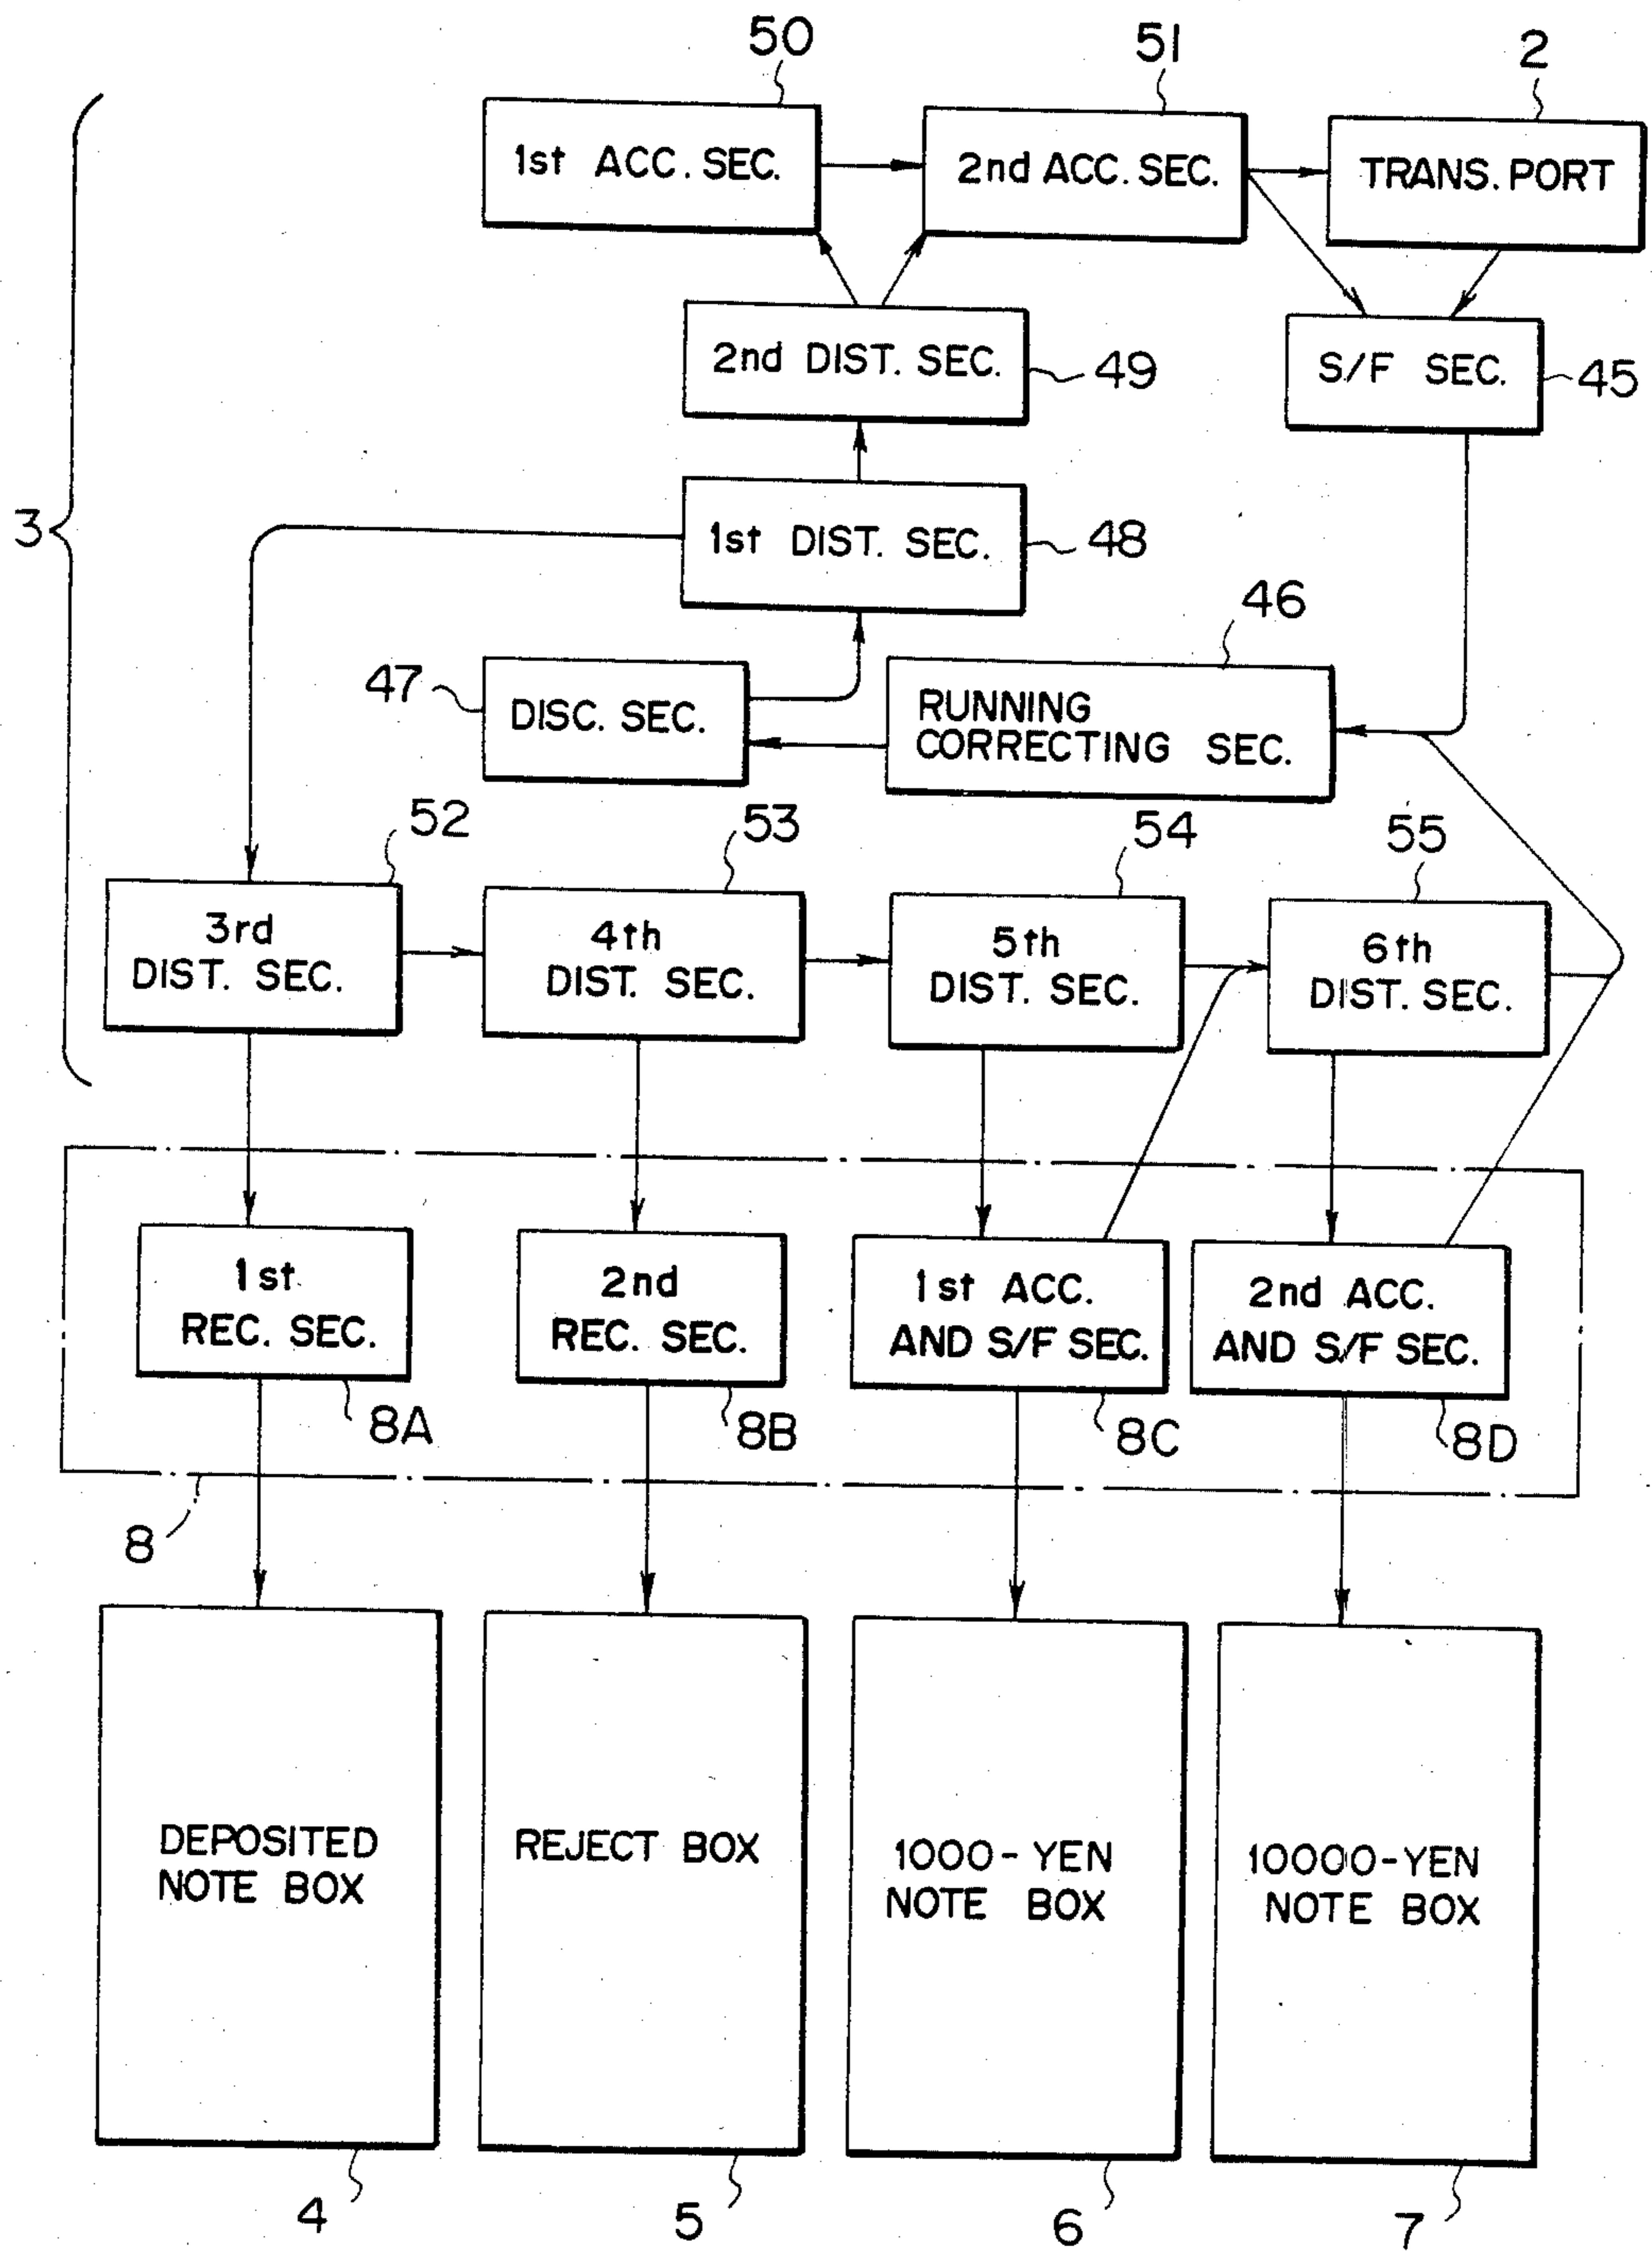 50
51
2
1st ACC. SEC.
2nd ACC. SEC.
TRANS. PORT
2nd DIST. SEC.
49
S/F SEC.
45
3
1st DIST. SEC.
48
46
47
DISC. SEC.
RUNNING
CORRECTING SEC.
52
53
54
55
3rd
DIST. SEC.
4th
DIST. SEC.
5th
DIST. SEC.
6th
DIST. SEC.
1st
REC. SEC.
2nd
REC. SEC.
1st ACC.
AND S/F SEC.
2nd ACC.
AND S/F SEC.
8A
8B
8C
8D
8
DEPOSITED
NOTE BOX
REJECT BOX
1000-YEN
NOTE BOX
10000-YEN
NOTE BOX
4
5
6
7